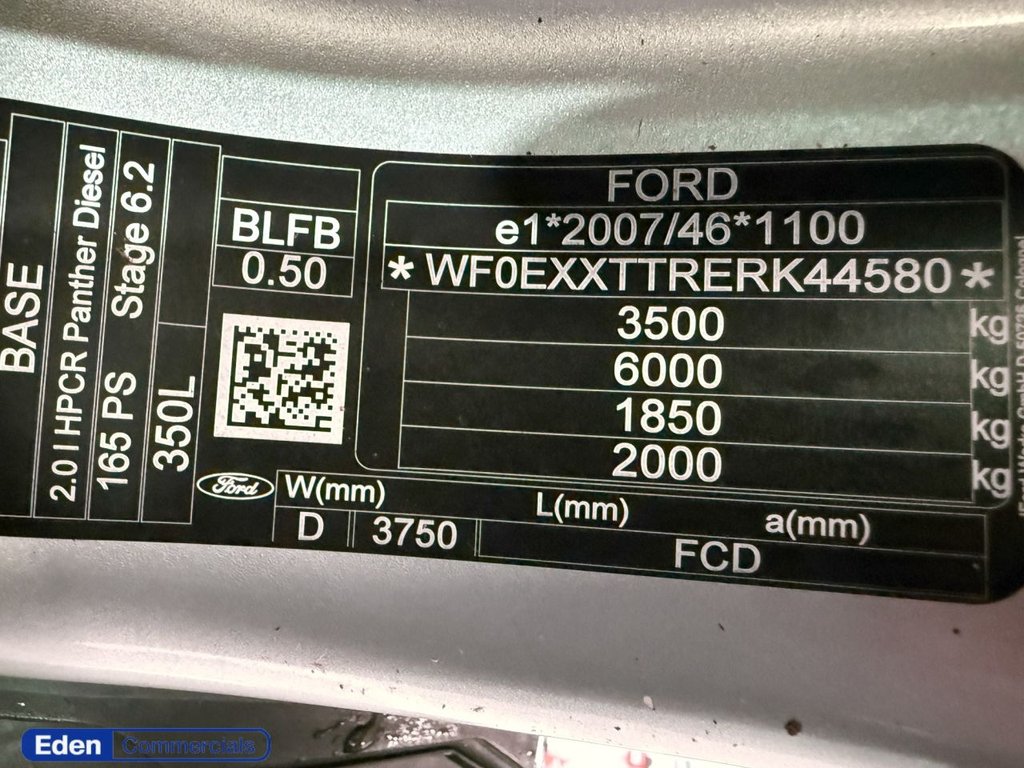 BASE
2.0 l HPCR Panther Diesel
165 PS Stage 6.2
350L
BLFB
0.50
Ford
FORD
e1*2007/46*1100
* WF0EXXTTRERK44580 *
3500 kg
6000 kg
1850 kg
2000 kg
W(mm) L(mm) a(mm)
D 3750 FCD
Eden Commercials